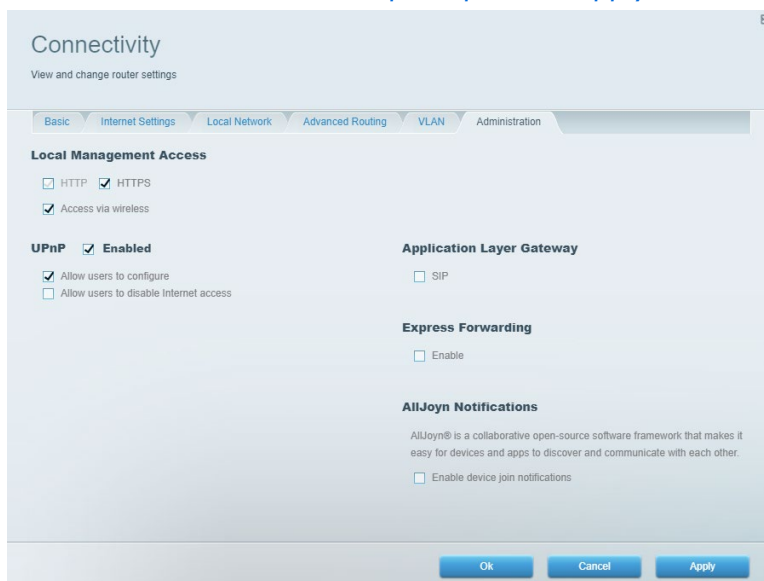 Connectivity
View and change router settings
Basic
Internet Settings
Local Network
Advanced Routing
VLAN
Administration
Local Management Access
HTTP
HTTPS
Access via wireless
UPnP
Enabled
Allow users to configure
Allow users to disable Internet access
Application Layer Gateway
SIP
Express Forwarding
Enable
AllJoyn Notifications
AllJoyn® is a collaborative open-source software framework that makes it
easy for devices and apps to discover and communicate with each other.
Enable device join notifications
Ok
Cancel
Apply